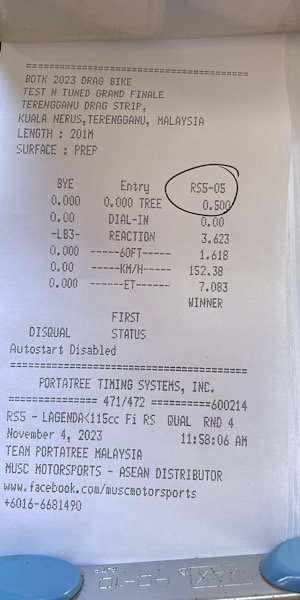 ==================================
BOTK 2023 DRAG BIKE
TEST N TUNED GRAND FINALE
TERENGGANU DRAG STRIP,
KUALA NERUS,TERENGGANU, MALAYSIA
LENGTH : 201M
SURFACE : PREP
BYE Entry RS5-05
0.000 0.000 TREE 0.500
0.00 DIAL-IN 0.00
-LB3- REACTION 3.623
0.000 -----60FT----- 1.618
0.00 -----KM/H----- 152.38
0.000 ------ET------ 7.083
WINNER
FIRST
DISQUAL STATUS
Autostart Disabled
==================================
PORTATREE TIMING SYSTEMS, INC.
============= 471/472 ==========600214
RS5 - LAGENDA<115cc Fi RS QUAL RND 4
November 4, 2023 11:58:06 AM
TEAM PORTATREE MALAYSIA
MUSC MOTORSPORTS - ASEAN DISTRIBUTOR
www.facebook.com/muscmotorsports
+6016-6681490